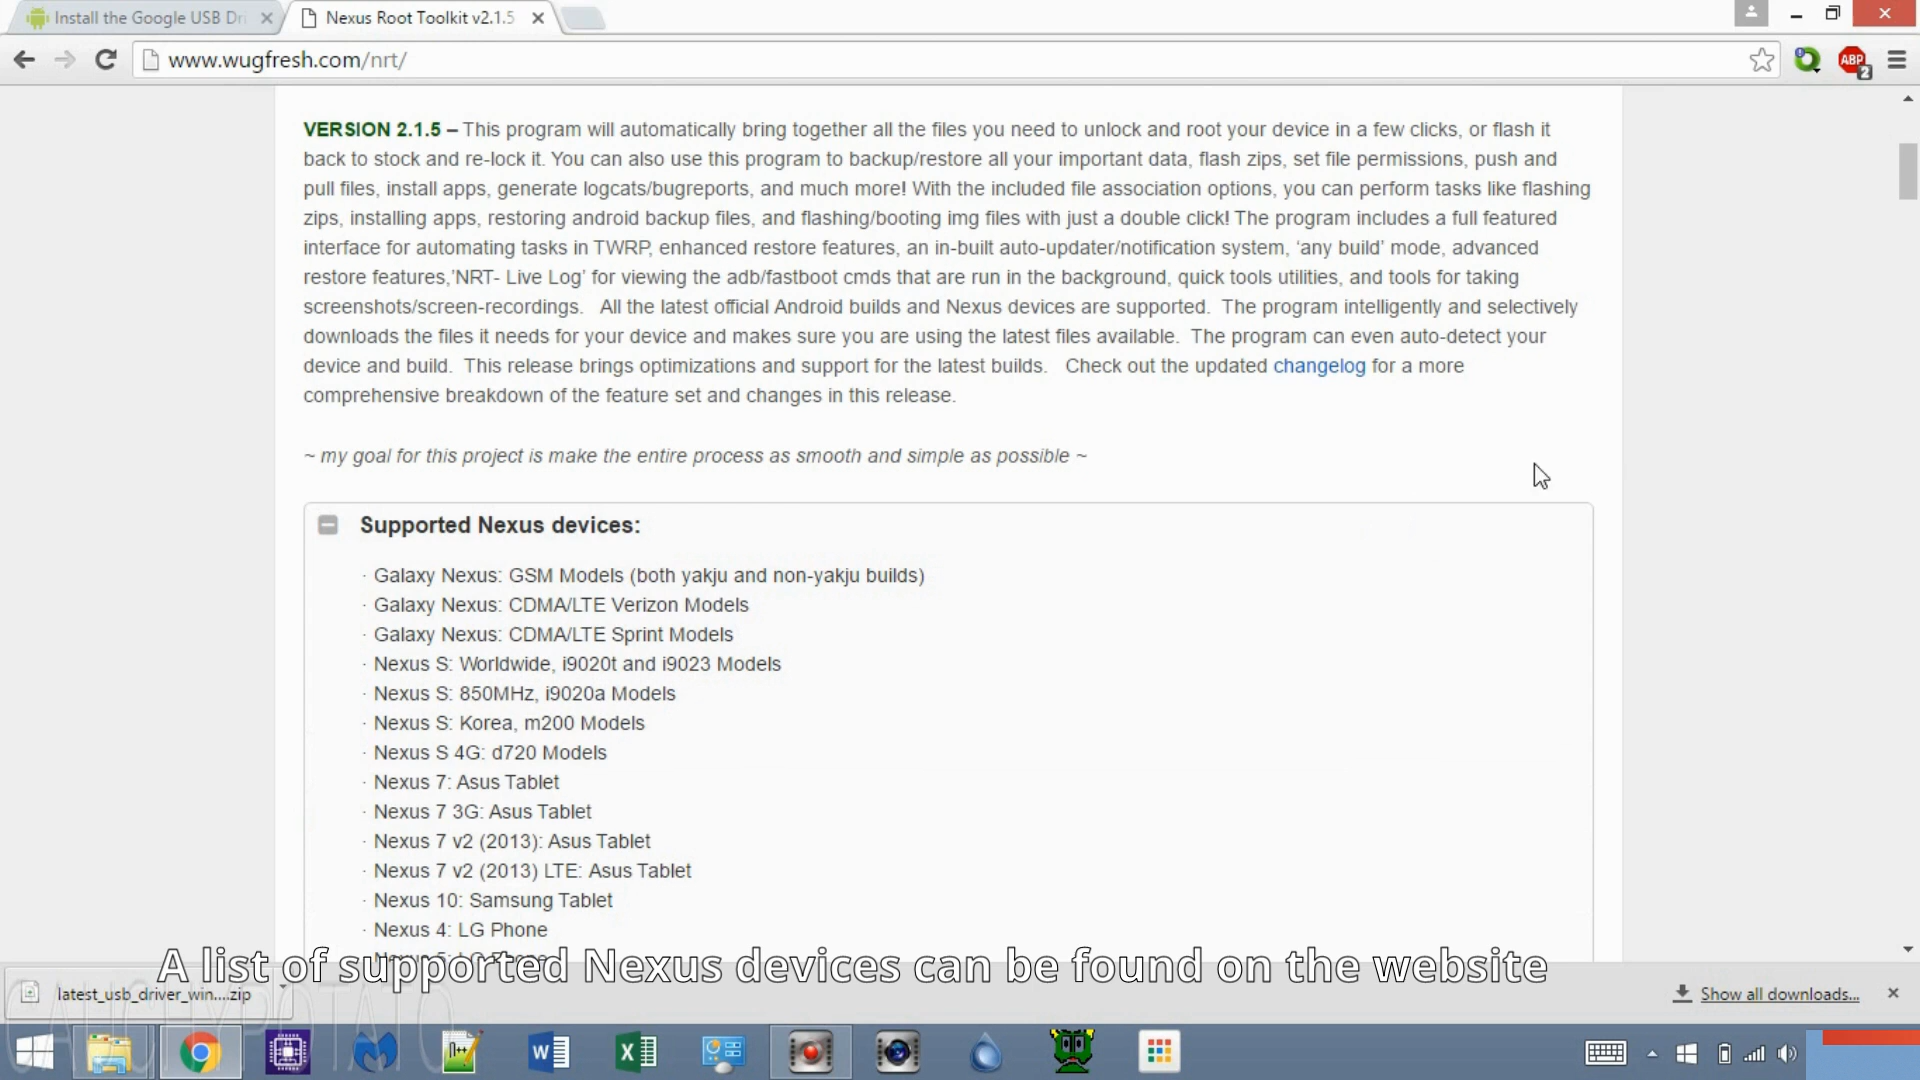 Install the Google USB Dri
Nexus Root Toolkit v2.1.5
www.wugfresh.com/nrt/
ABP
2
VERSION 2.1.5 – This program will automatically bring together all the files you need to unlock and root your device in a few clicks, or flash it
back to stock and re-lock it. You can also use this program to backup/restore all your important data, flash zips, set file permissions, push and
pull files, install apps, generate logcats/bugreports, and much more! With the included file association options, you can perform tasks like flashing
zips, installing apps, restoring android backup files, and flashing/booting img files with just a double click! The program includes a full featured
interface for automating tasks in TWRP, enhanced restore features, an in-built auto-updater/notification system, ‘any build’ mode, advanced
restore features,’NRT- Live Log’ for viewing the adb/fastboot cmds that are run in the background, quick tools utilities, and tools for taking
screenshots/screen-recordings.   All the latest official Android builds and Nexus devices are supported.  The program intelligently and selectively
downloads the files it needs for your device and makes sure you are using the latest files available.  The program can even auto-detect your
device and build.  This release brings optimizations and support for the latest builds.   Check out the updated changelog for a more
comprehensive breakdown of the feature set and changes in this release.
~ my goal for this project is make the entire process as smooth and simple as possible ~
Supported Nexus devices:
· Galaxy Nexus: GSM Models (both yakju and non-yakju builds)
· Galaxy Nexus: CDMA/LTE Verizon Models
· Galaxy Nexus: CDMA/LTE Sprint Models
· Nexus S: Worldwide, i9020t and i9023 Models
· Nexus S: 850MHz, i9020a Models
· Nexus S: Korea, m200 Models
· Nexus S 4G: d720 Models
· Nexus 7: Asus Tablet
· Nexus 7 3G: Asus Tablet
· Nexus 7 v2 (2013): Asus Tablet
· Nexus 7 v2 (2013) LTE: Asus Tablet
· Nexus 10: Samsung Tablet
· Nexus 4: LG Phone
A list of supported Nexus devices can be found on the website
latest_usb_driver_win....zip
Show all downloads...